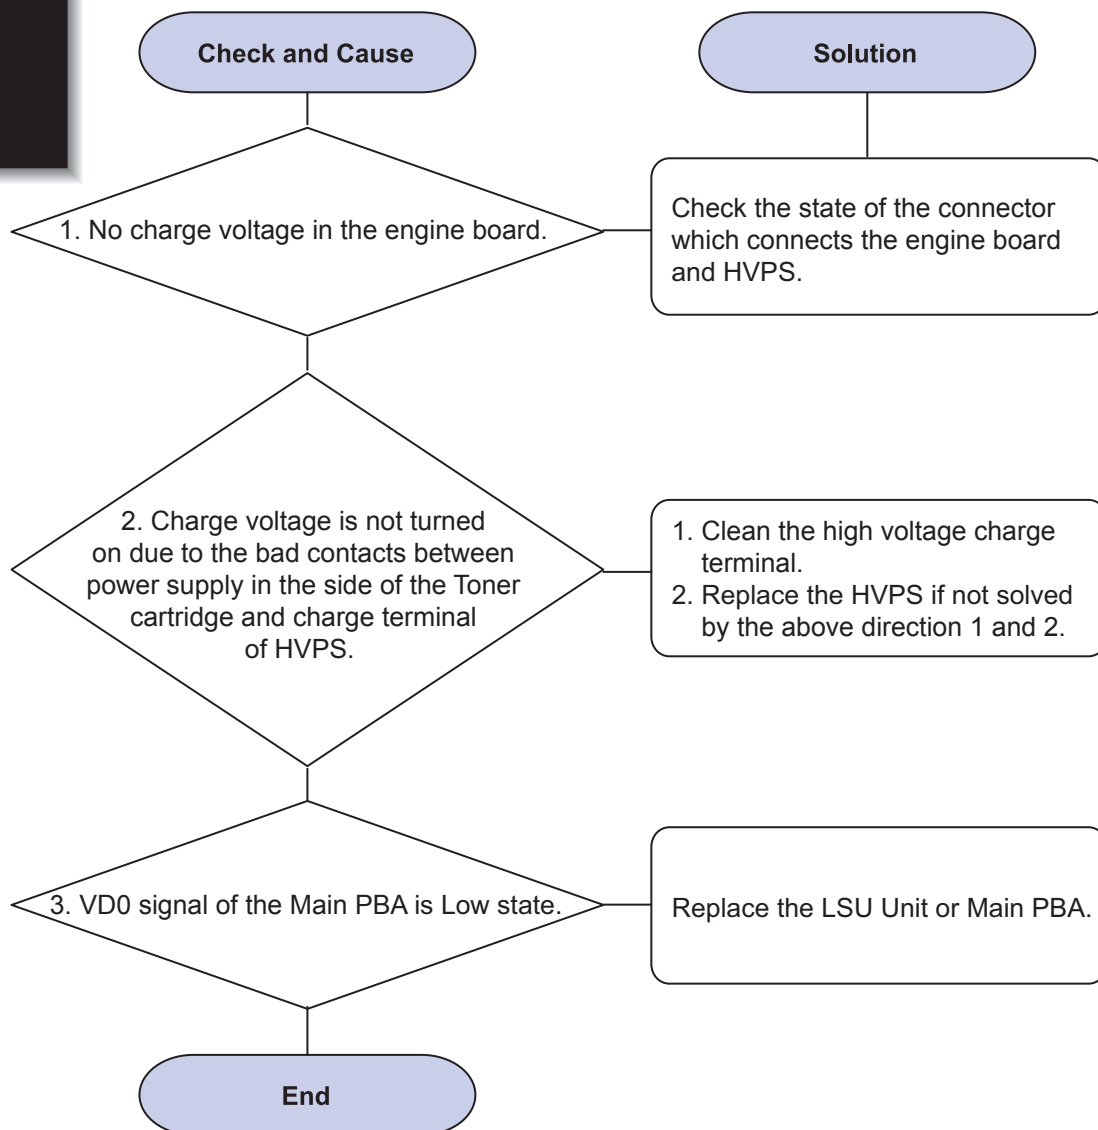 Check and Cause
Solution
1. No charge voltage in the engine board.
Check the state of the connector
which connects the engine board
and HVPS.
2. Charge voltage is not turned
on due to the bad contacts between
power supply in the side of the Toner
cartridge and charge terminal
of HVPS.
1. Clean the high voltage charge
terminal.
2. Replace the HVPS if not solved
by the above direction 1 and 2.
3. VD0 signal of the Main PBA is Low state.
Replace the LSU Unit or Main PBA.
End